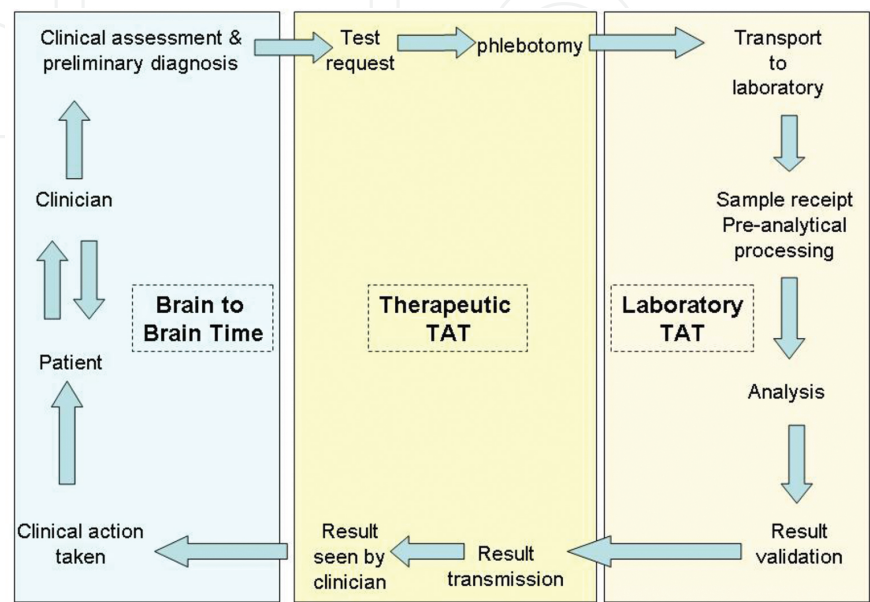 Clinical assessment &
preliminary diagnosis
Test
request
phlebotomy
Transport
to
laboratory
Clinician
Sample receipt
Pre-analytical
processing
Brain to
Brain Time
Therapeutic
TAT
Laboratory
TAT
Patient
Analysis
Clinical action
taken
Result
seen by
clinician
Result
transmission
Result
validation